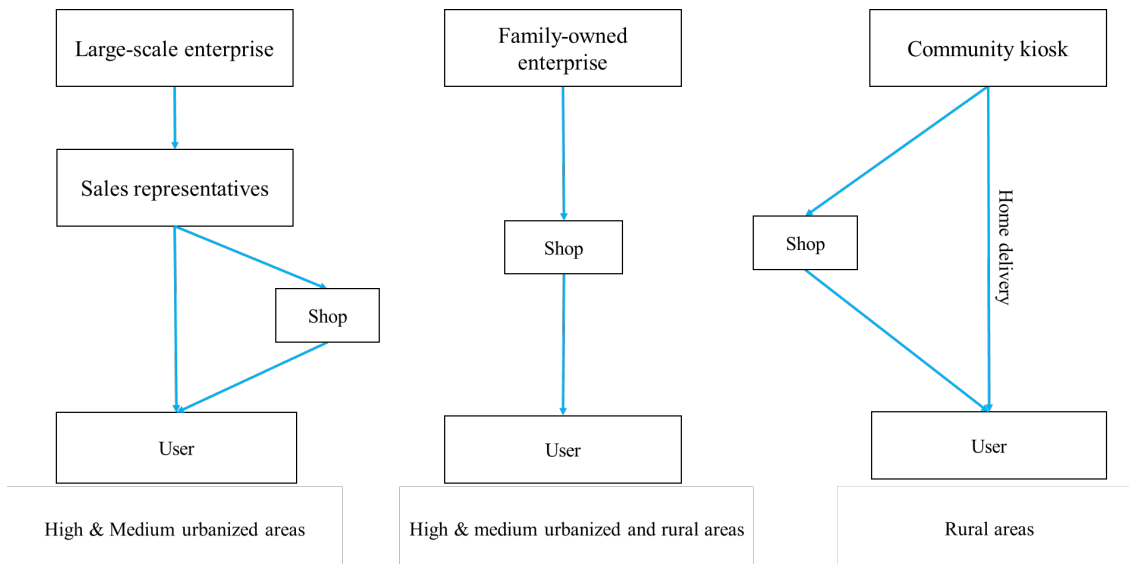 Large-scale enterprise
Sales representatives
Shop
User
High & Medium urbanized areas
Family-owned
enterprise
Shop
User
High & medium urbanized and rural areas
Community kiosk
Shop
Home delivery
User
Rural areas